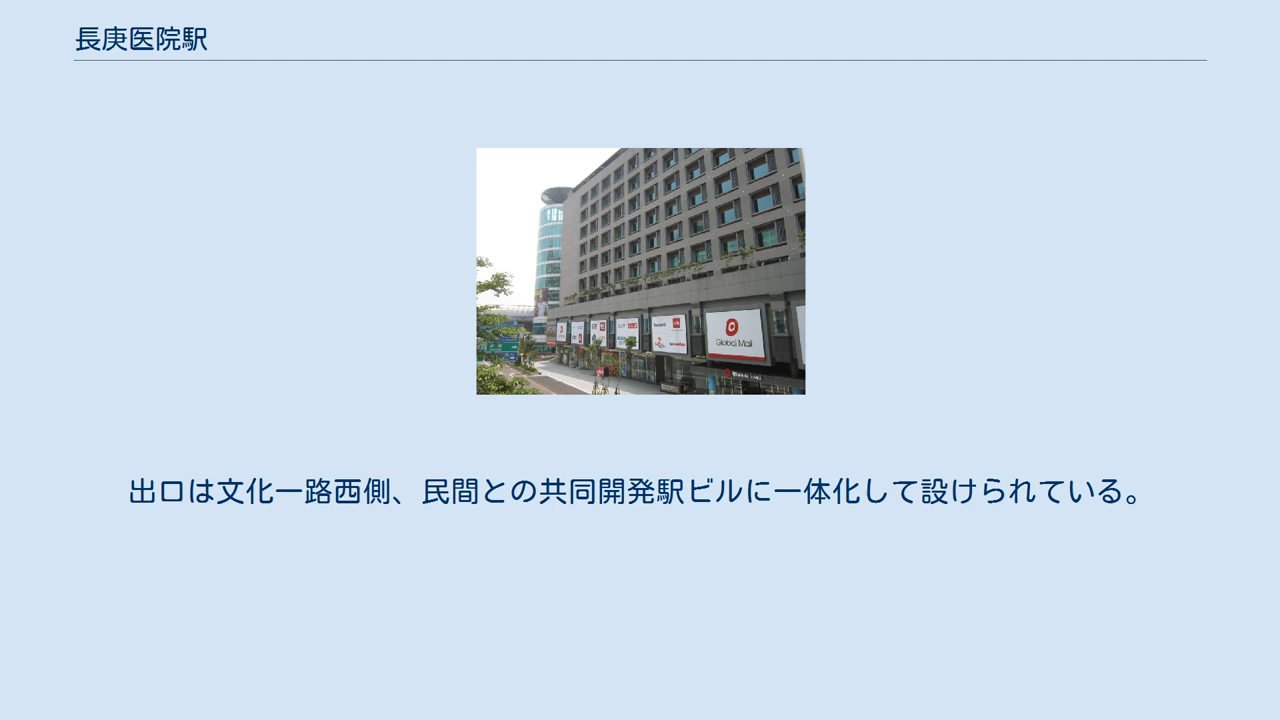 長庚医院駅
Global Mall
出口は文化一路西側、民間との共同開発駅ビルに一体化して設けられている。